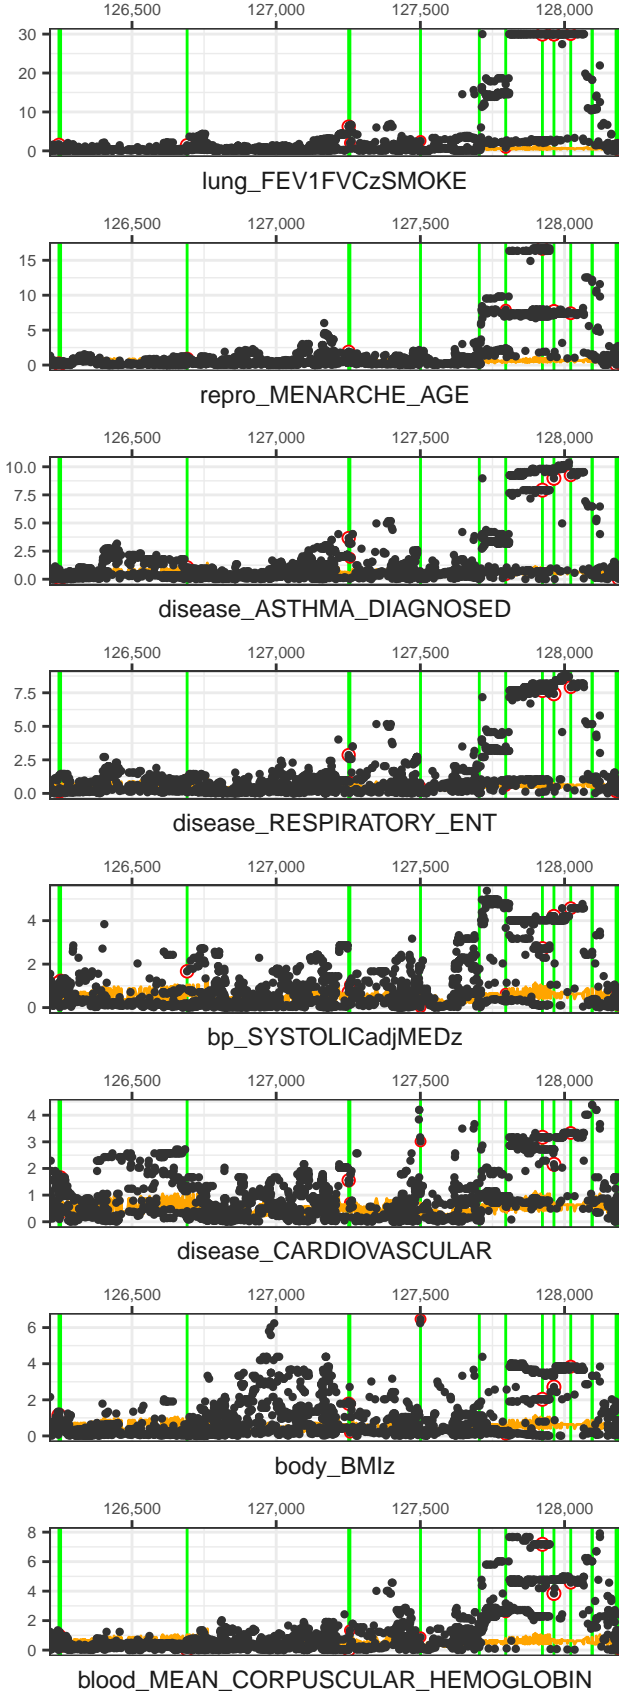 126,500 127,000 127,500 128,000
30
20
10
0
lung_FEV1FVCzSMOKE
126,500 127,000 127,500 128,000
15
10
5
0
repro_MENARCHE_AGE
126,500 127,000 127,500 128,000
10.0
7.5
5.0
2.5
0.0
disease_ASTHMA_DIAGNOSED
126,500 127,000 127,500 128,000
7.5
5.0
2.5
0.0
disease_RESPIRATORY_ENT
126,500 127,000 127,500 128,000
4
2
0
bp_SYSTOLICadjMEDz
126,500 127,000 127,500 128,000
4
3
2
1
0
disease_CARDIOVASCULAR
126,500 127,000 127,500 128,000
6
4
2
0
body_BMIz
126,500 127,000 127,500 128,000
8
6
4
2
0
blood_MEAN_CORPUSCULAR_HEMOGLOBIN